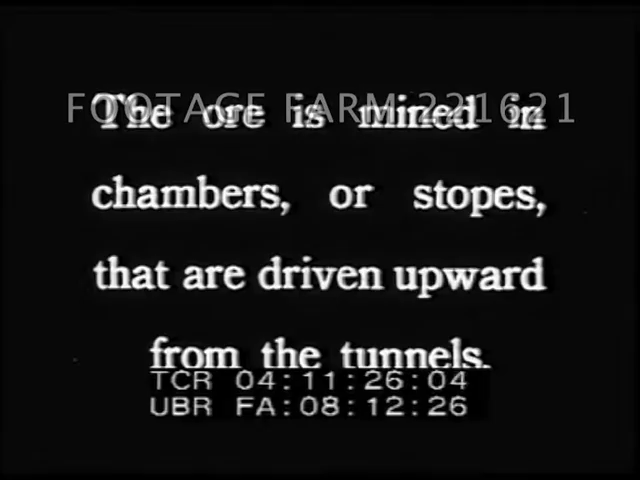 FOOTAGE FARM 221621
The ore is mined in
chambers, or stopes,
that are driven upward
from the tunnels.
TCR 04:11:26:04
UBR FA:08:12:26